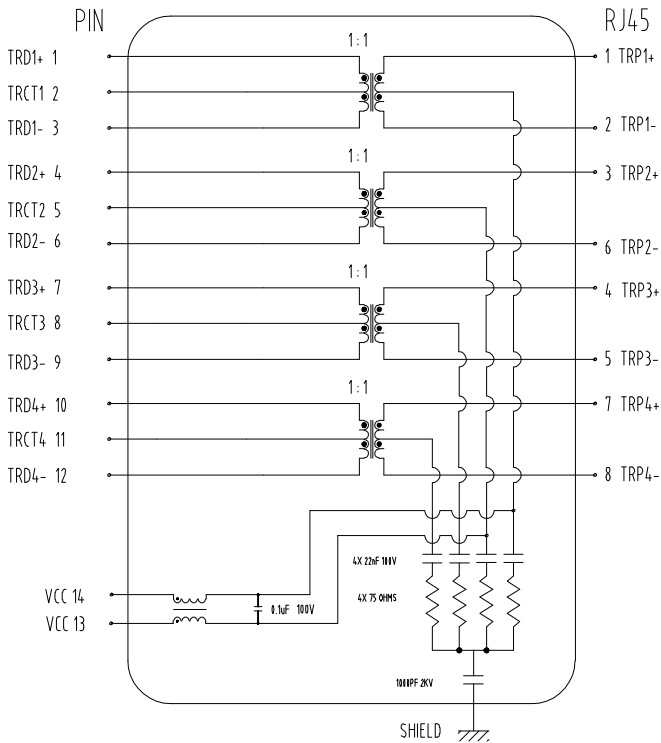 PIN RJ45
1:1
TRD1+ 1 1 TRP1+
TRCT1 2
TRD1- 3 2 TRP1-
1:1
TRD2+ 4 3 TRP2+
TRCT2 5
TRD2- 6 6 TRP2-
1:1
TRD3+ 7 4 TRP3+
TRCT3 8
TRD3- 9 5 TRP3-
1:1
TRD4+ 10 7 TRP4+
TRCT4 11
TRD4- 12 8 TRP4-
4X 22nF 100V
VCC 14 4X 75 OHMS
0.1uF 100V
VCC 13
1000PF 2KV
SHIELD